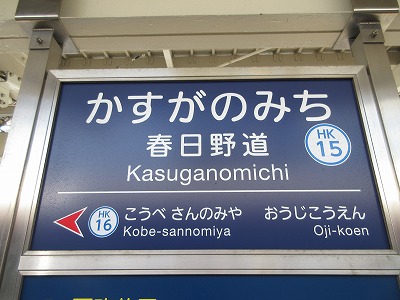 かすがのみち
春日野道
HK
15
Kasuganomichi
HK
16
こうべ さんのみや
Kobe-sannomiya
おうじこうえん
Oji-koen